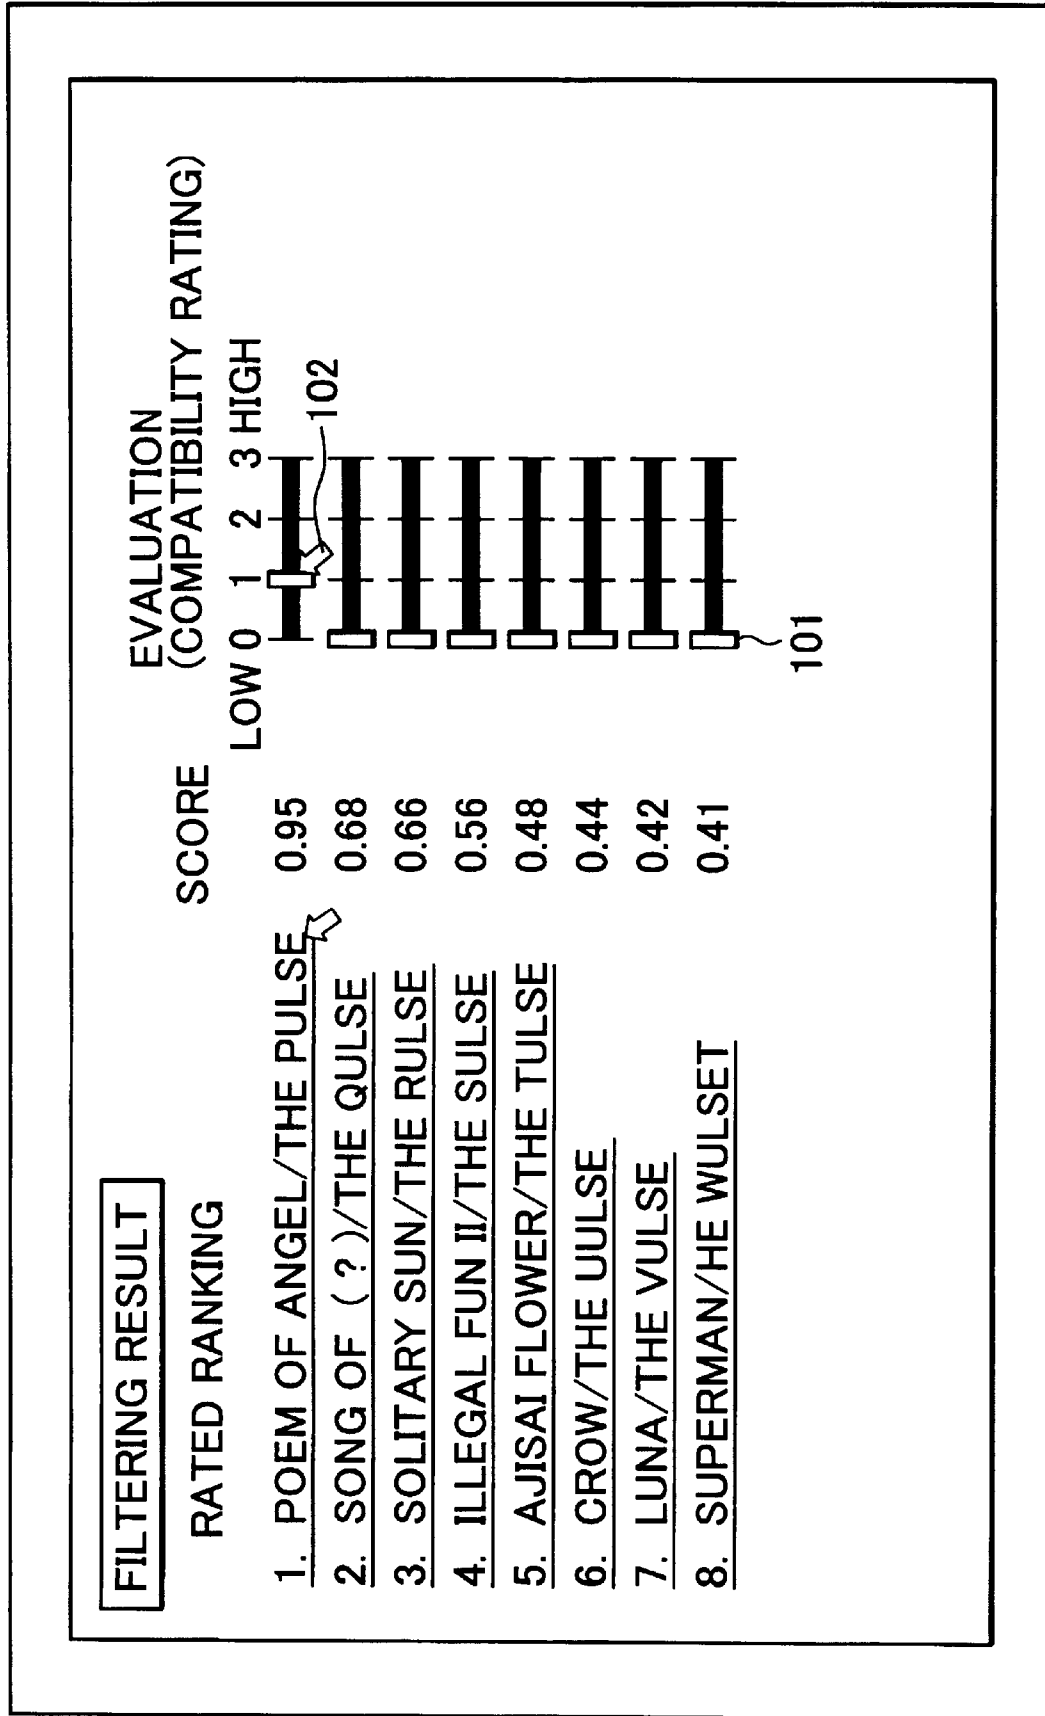 FILTERING RESULT
EVALUATION
(COMPATIBILITY RATING)
RATED RANKING SCORE
LOW 0 1 2 3 HIGH
1. POEM OF ANGEL/THE PULSE 0.95
102
2. SONG OF (?)/THE QULSE 0.68
3. SOLITARY SUN/THE RULSE 0.66
4. ILLEGAL FUN II/THE SULSE 0.56
5. AJISAI FLOWER/THE TULSE 0.48
6. CROW/THE UULSE 0.44
7. LUNA/THE VULSE 0.42
8. SUPERMAN/HE WULSET 0.41
101